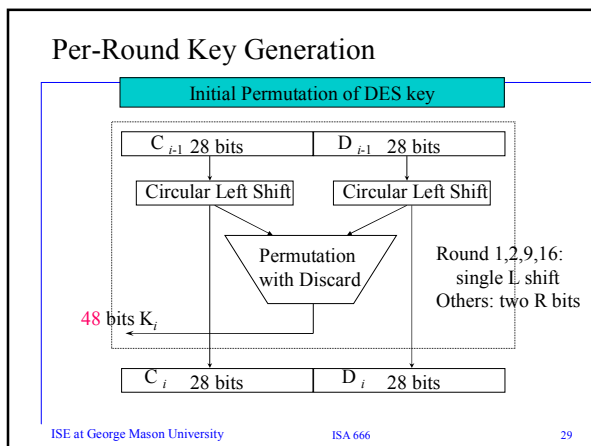 Per-Round Key Generation
Initial Permutation of DES key
C i-1 28 bits
D i-1 28 bits
Circular Left Shift
Circular Left Shift
Permutation
with Discard
Round 1,2,9,16:
single L shift
Others: two R bits
48 bits Ki
C i 28 bits
D i 28 bits
ISE at George Mason University
ISA 666
29